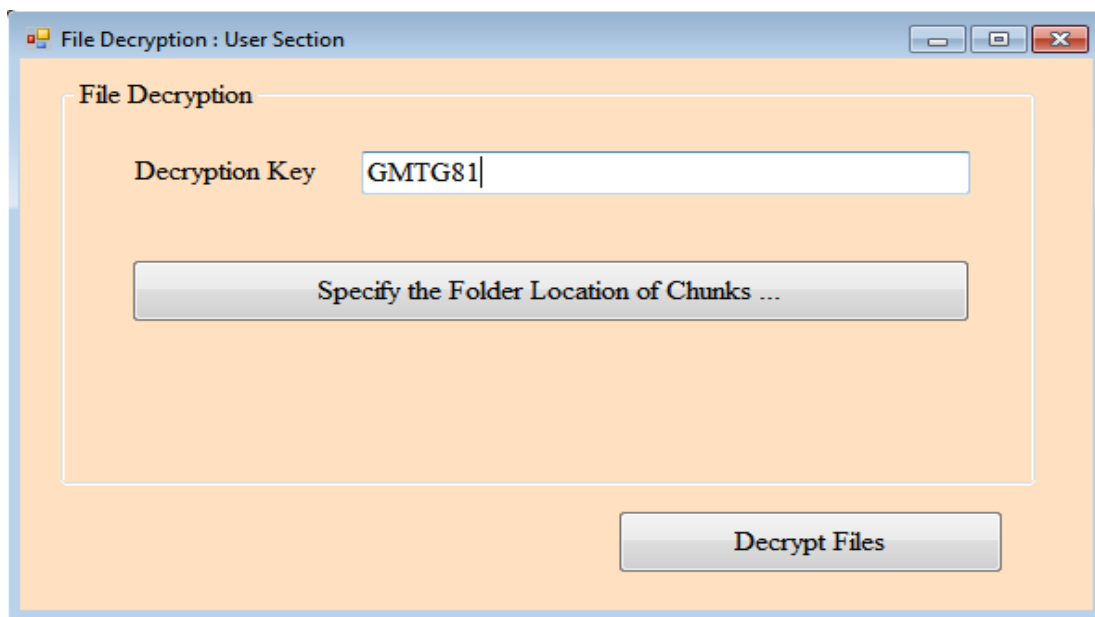 File Decryption : User Section
File Decryption
Decryption Key GMTG81
Specify the Folder Location of Chunks ...
Decrypt Files